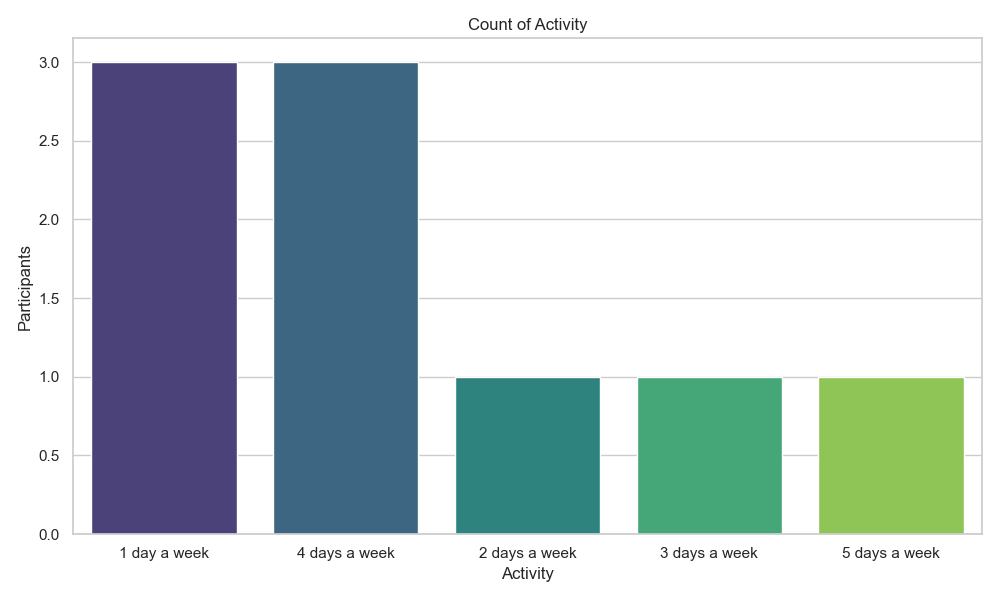 Count of Activity
Participants
3.0
2.5
2.0
1.5
1.0
0.5
0.0
1 day a week
4 days a week
2 days a week
3 days a week
5 days a week
Activity